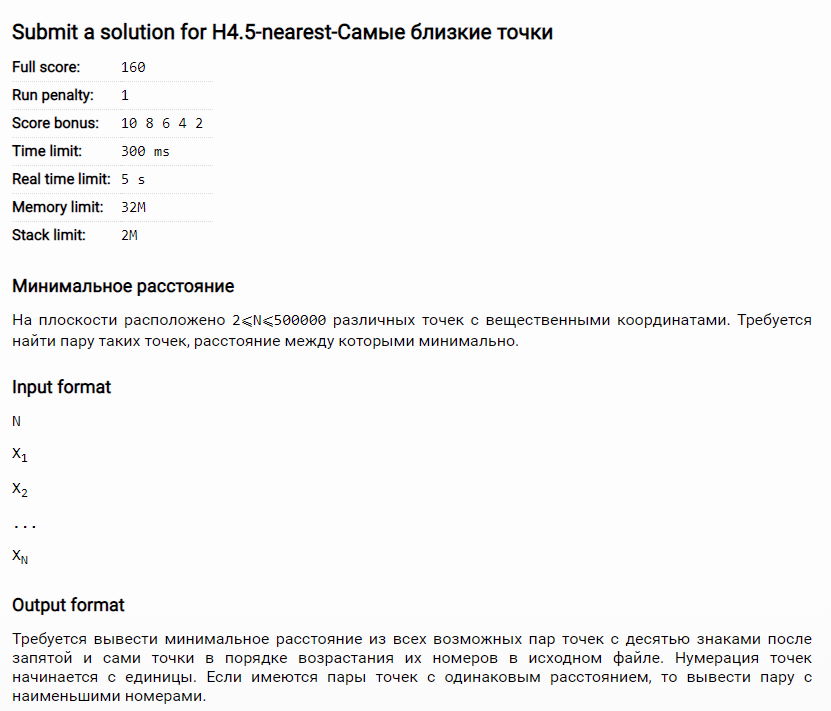 Submit a solution for H4.5-nearest-Самые близкие точки
Full score: 160
Run penalty: 1
Score bonus: 10 8 6 4 2
Time limit: 300 ms
Real time limit: 5 s
Memory limit: 32M
Stack limit: 2M
Минимальное расстояние
На плоскости расположено 2⩽N⩽500000 различных точек с вещественными координатами. Требуется
найти пару таких точек, расстояние между которыми минимально.
Input format
N
X₁
X₂
...
X_N
Output format
Требуется вывести минимальное расстояние из всех возможных пар точек с десятью знаками после
запятой и сами точки в порядке возрастания их номеров в исходном файле. Нумерация точек
начинается с единицы. Если имеются пары точек с одинаковым расстоянием, то вывести пару с
наименьшими номерами.